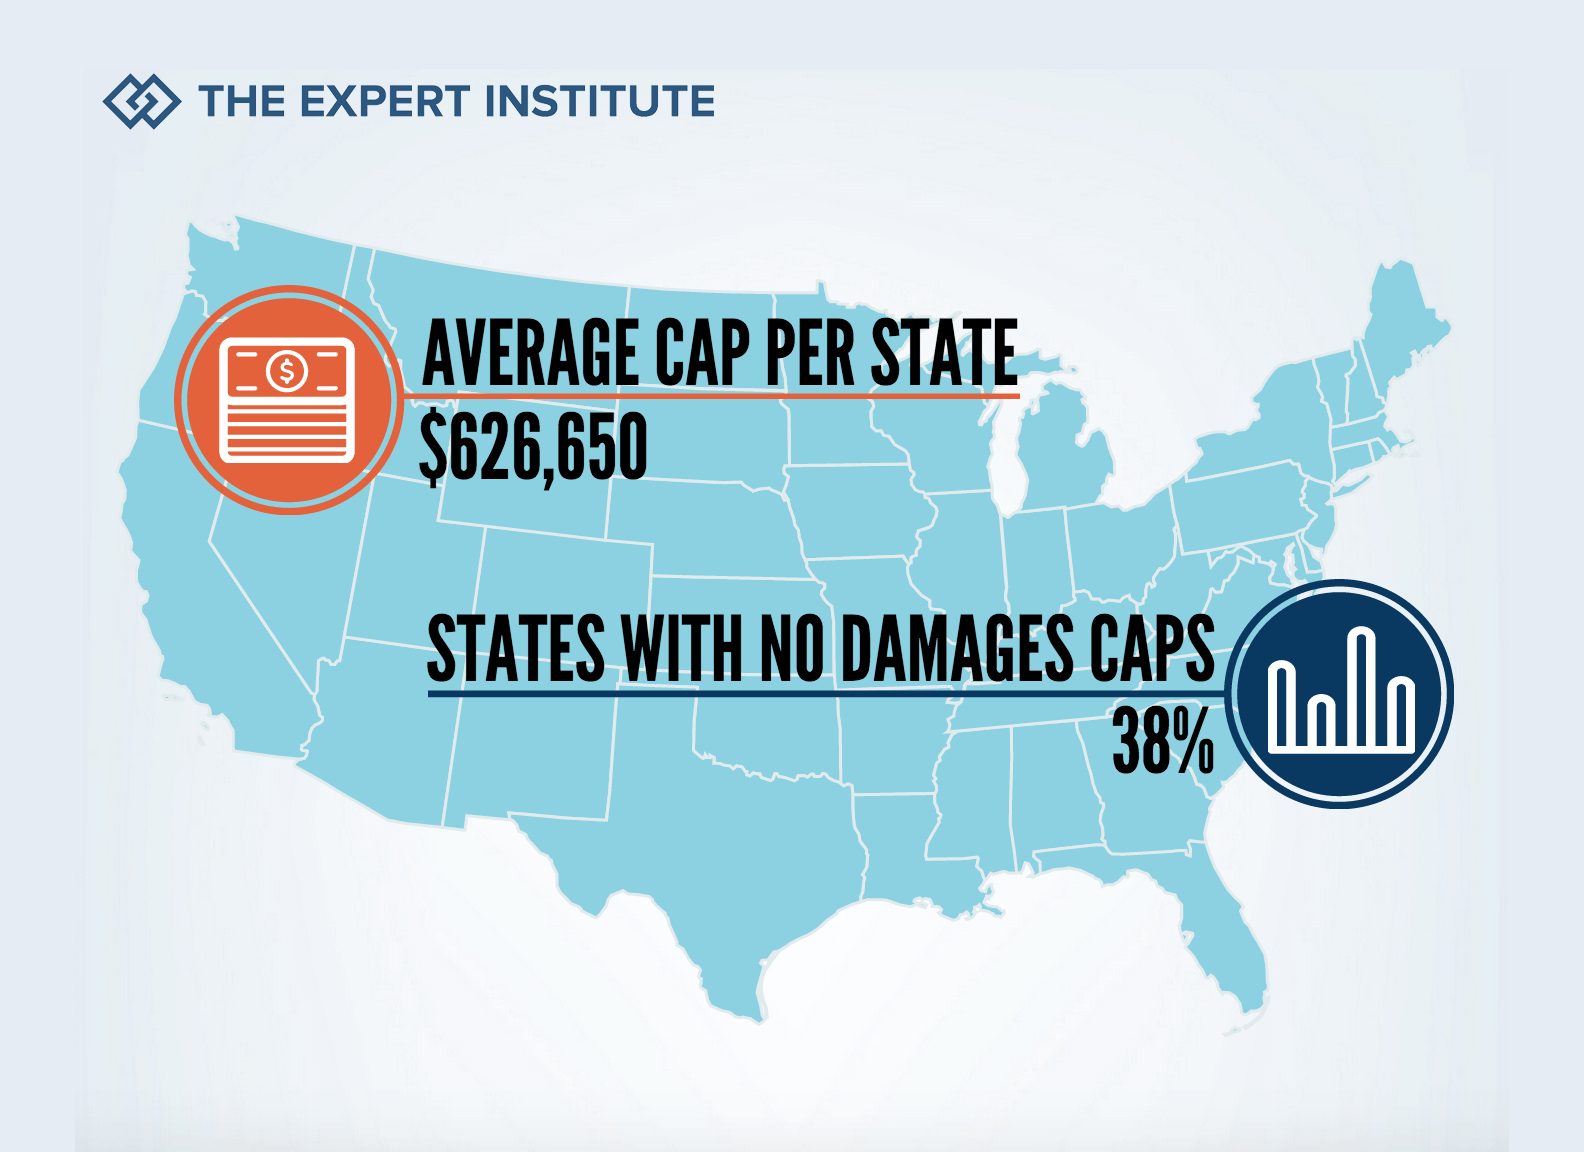 THE EXPERT INSTITUTE
AVERAGE CAP PER STATE
$626,650
STATES WITH NO DAMAGES CAPS
38%